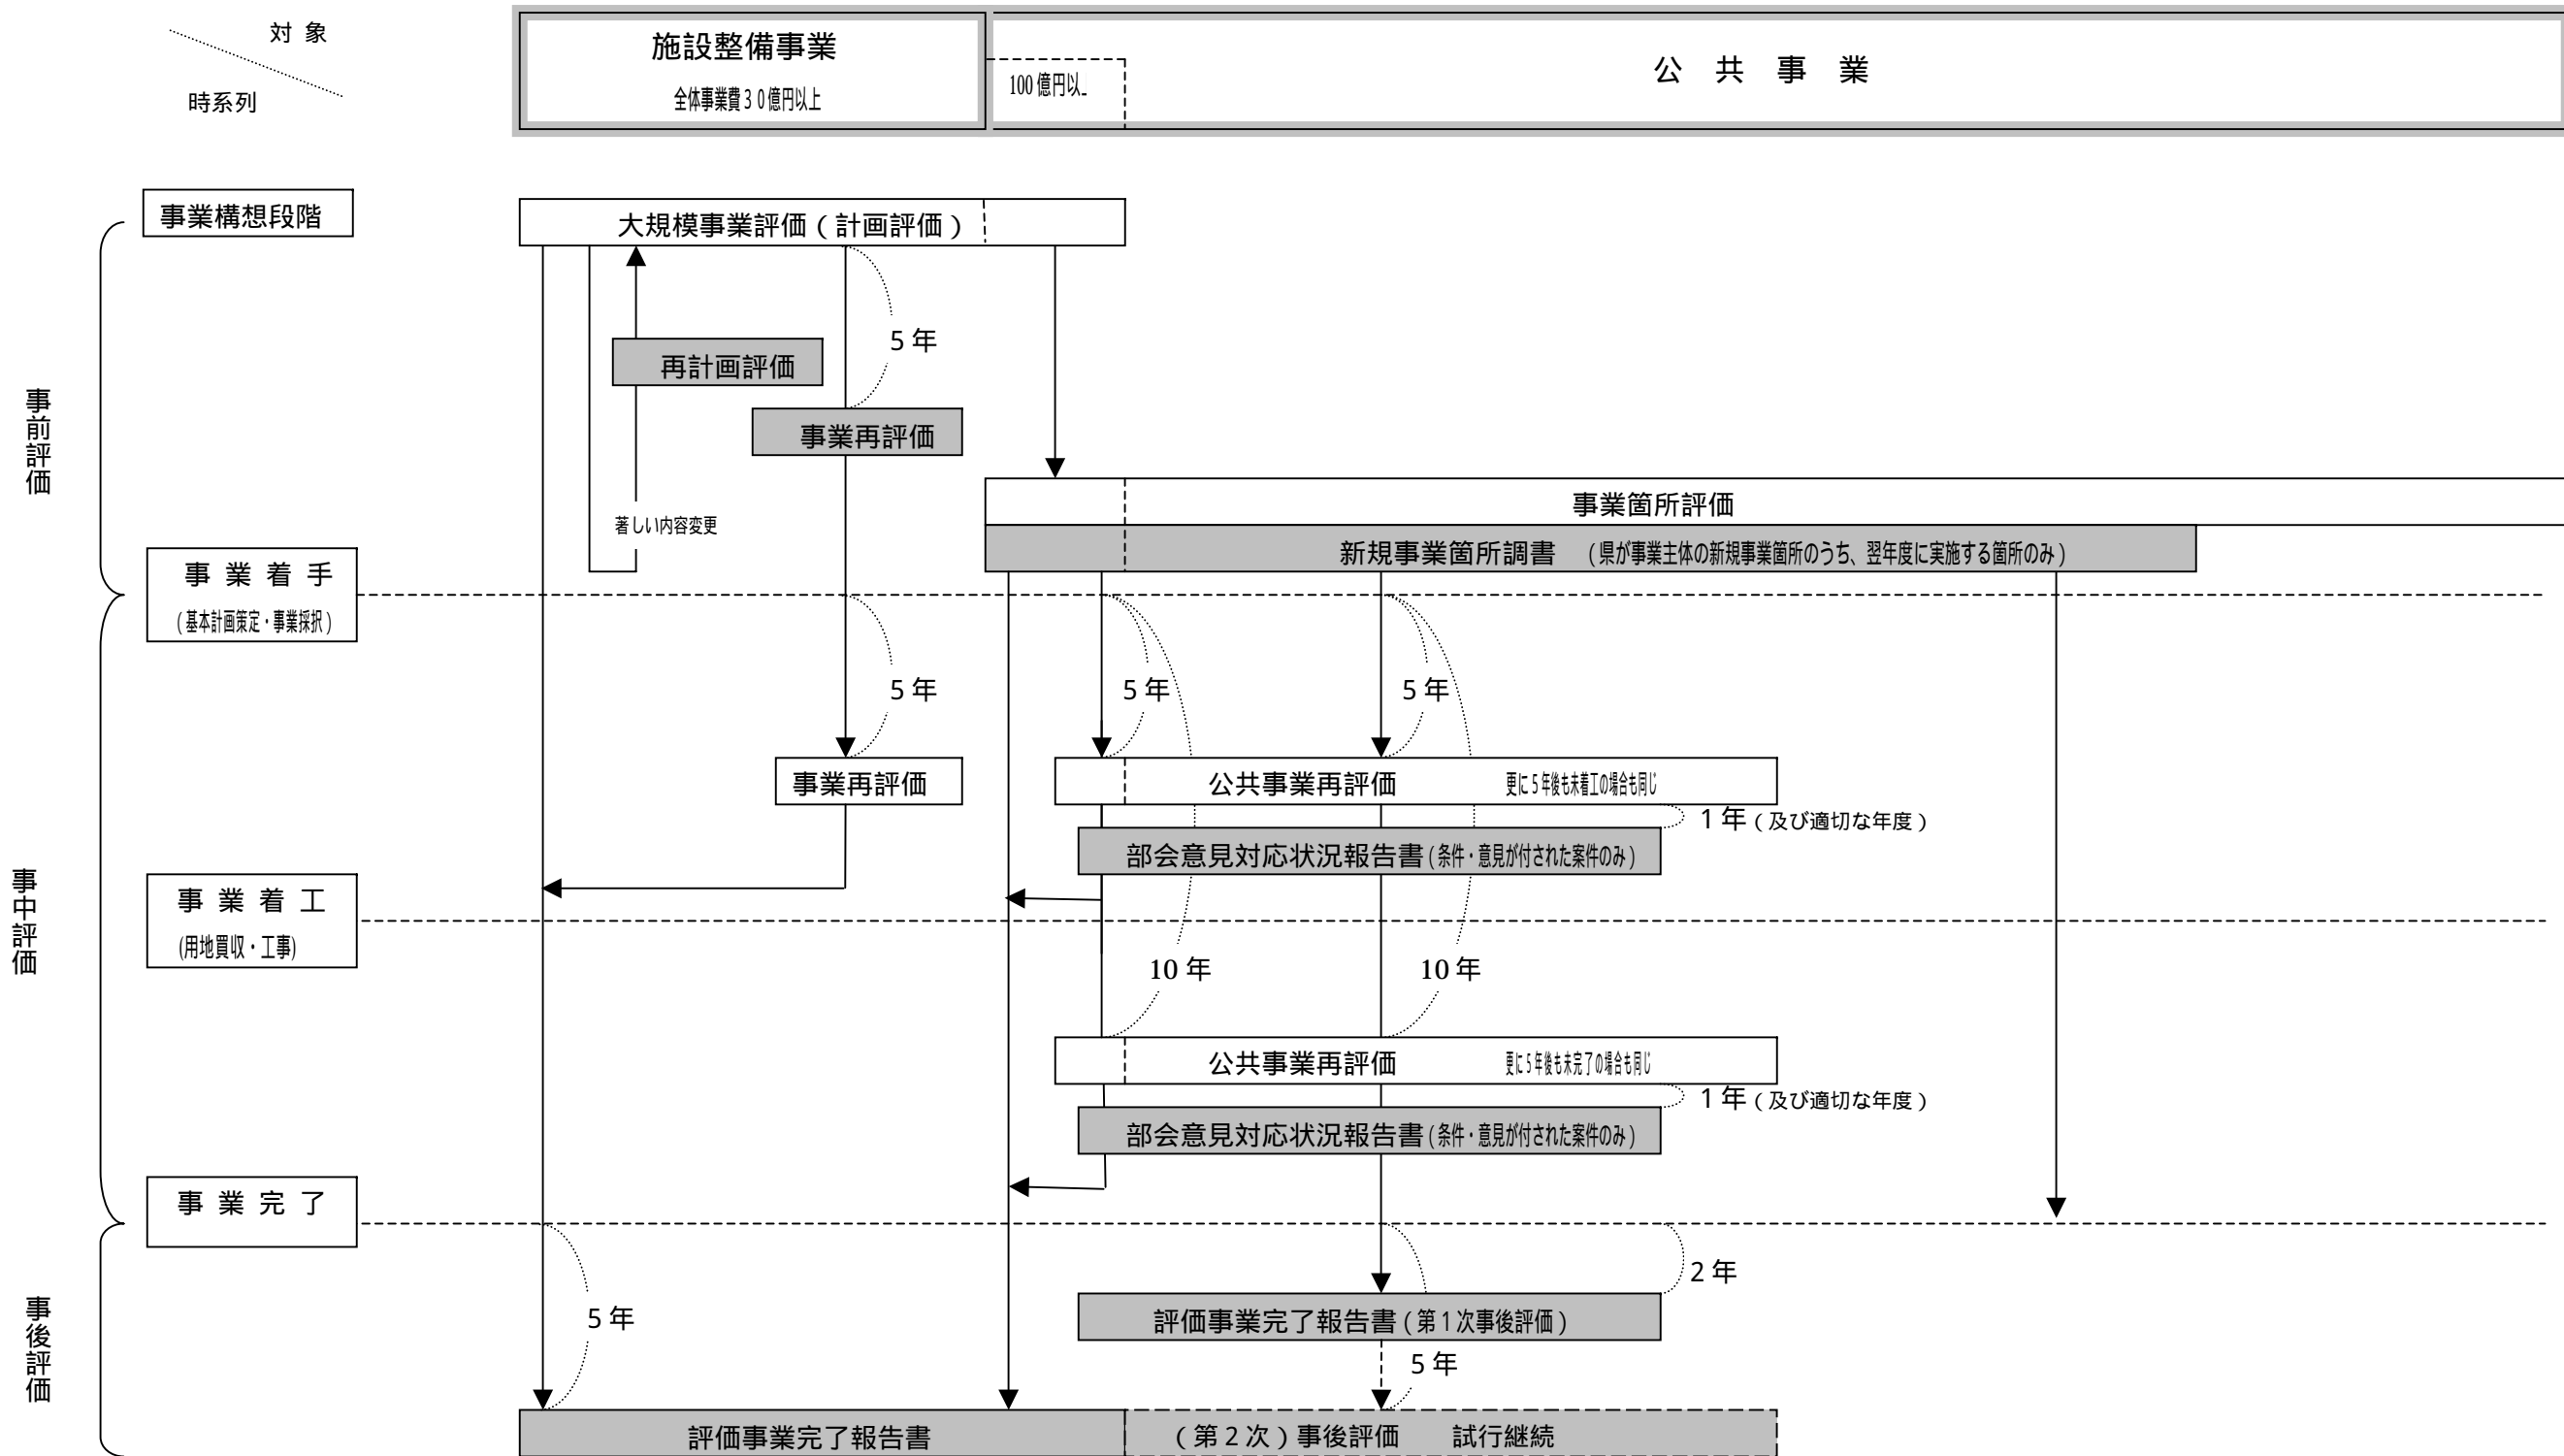 対 象
時系列
施設整備事業
全体事業費３０億円以上
100 億円以
公 共 事 業
事業構想段階
大規模事業評価（計画評価）
5 年
再計画評価
事業再評価
事前評価
事業箇所評価
著しい内容変更
新規事業箇所調書 （県が事業主体の新規事業箇所のうち、翌年度に実施する箇所のみ）
事 業 着 手
（基本計画策定・事業採択）
5 年
5 年
5 年
事業再評価
公共事業再評価 更に５年後も未着工の場合も同じ
1 年（及び適切な年度）
部会意見対応状況報告書（条件・意見が付された案件のみ）
事中評価
事 業 着 工
(用地買収・工事)
10 年
10 年
公共事業再評価 更に５年後も未完了の場合も同じ
1 年（及び適切な年度）
部会意見対応状況報告書（条件・意見が付された案件のみ）
事 業 完 了
2 年
5 年
評価事業完了報告書（第１次事後評価）
事後評価
5 年
評価事業完了報告書
（第２次）事後評価 試行継続